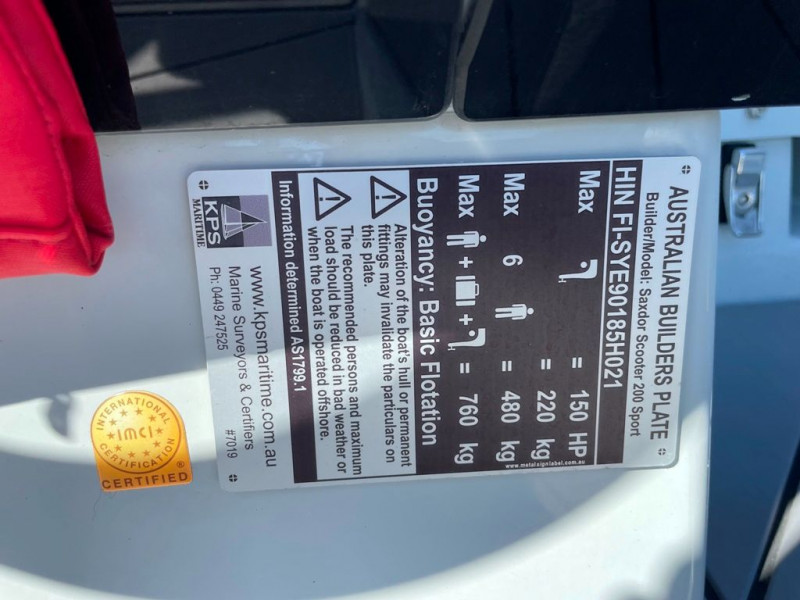 AUSTRALIAN BUILDERS PLATE
Builder/Model: Saxdor Scooter 200 Sport
HIN FI-SYE90185H021
Max = 150 HP
= 220 kg
Max 6 = 480 kg
Max + + = 760 kg
www.metalsignlabel.com.au
Buoyancy: Basic Flotation
Alteration of the boat's hull or permanent
fittings may invalidate the particulars on
this plate.
The recommended persons and maximum
load should be reduced in bad weather or
when the boat is operated offshore.
Information determined AS1799.1
KPS
MARITIME
www.kpsmaritime.com.au
Marine Surveyors & Certifiers
Ph: 0449 247525
#7019
INTERNATIONAL
IMCI
CERTIFICATION
®
CERTIFIED